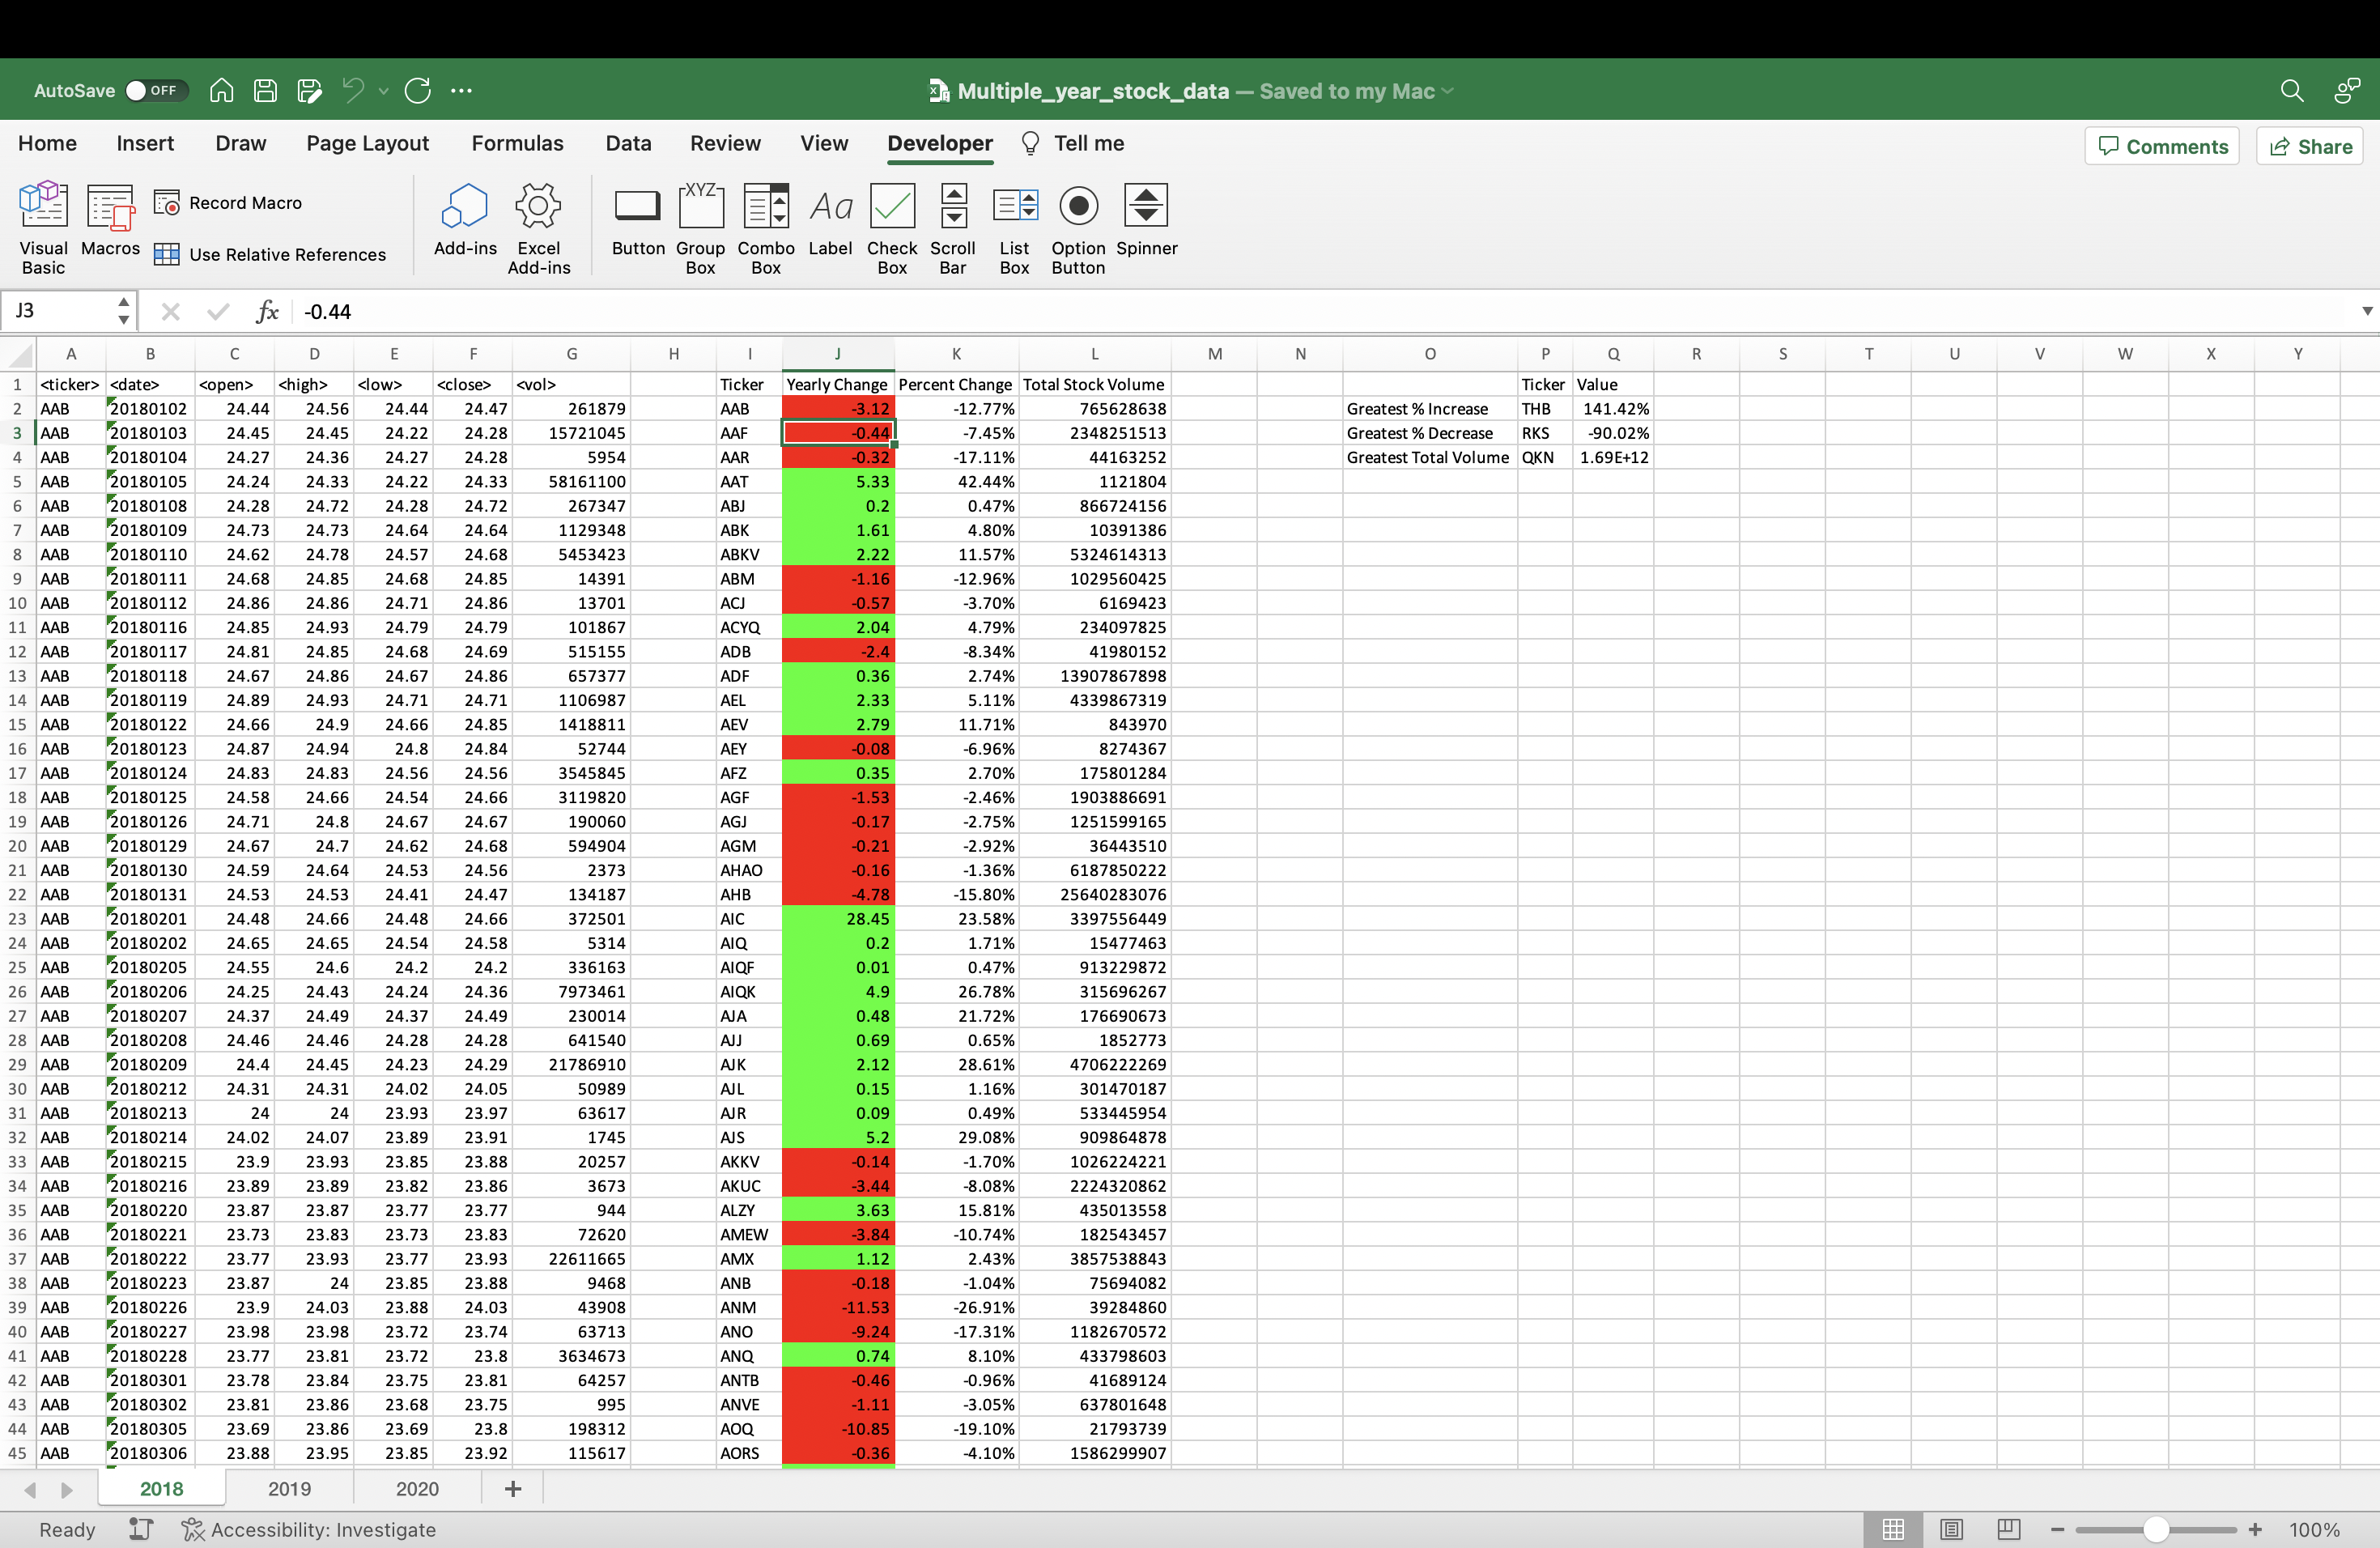 AutoSave OFF Multiple_year_stock_data — Saved to my Mac
Home Insert Draw Page Layout Formulas Data Review View Developer Tell me Comments Share
Visual Basic Macros Record Macro Use Relative References Add-ins Excel Add-ins Button XYZ Group Box Combo Box Aa Label Check Box Scroll Bar List Box Option Button Spinner
J3 fx -0.44
A B C D E F G H I J K L M N O P Q R S T U V W X Y
1 <ticker> <date> <open> <high> <low> <close> <vol> Ticker Yearly Change Percent Change Total Stock Volume Ticker Value
2 AAB 20180102 24.44 24.56 24.44 24.47 261879 AAB -3.12 -12.77% 765628638 Greatest % Increase THB 141.42%
3 AAB 20180103 24.45 24.45 24.22 24.28 15721045 AAF -0.44 -7.45% 2348251513 Greatest % Decrease RKS -90.02%
4 AAB 20180104 24.27 24.36 24.27 24.28 5954 AAR -0.32 -17.11% 44163252 Greatest Total Volume QKN 1.69E+12
5 AAB 20180105 24.24 24.33 24.22 24.33 58161100 AAT 5.33 42.44% 1121804
6 AAB 20180108 24.28 24.72 24.28 24.72 267347 ABJ 0.2 0.47% 866724156
7 AAB 20180109 24.73 24.73 24.64 24.64 1129348 ABK 1.61 4.80% 10391386
8 AAB 20180110 24.62 24.78 24.57 24.68 5453423 ABKV 2.22 11.57% 5324614313
9 AAB 20180111 24.68 24.85 24.68 24.85 14391 ABM -1.16 -12.96% 1029560425
10 AAB 20180112 24.86 24.86 24.71 24.86 13701 ACJ -0.57 -3.70% 6169423
11 AAB 20180116 24.85 24.93 24.79 24.79 101867 ACYQ 2.04 4.79% 234097825
12 AAB 20180117 24.81 24.85 24.68 24.69 515155 ADB -2.4 -8.34% 41980152
13 AAB 20180118 24.67 24.86 24.67 24.86 657377 ADF 0.36 2.74% 13907867898
14 AAB 20180119 24.89 24.93 24.71 24.71 1106987 AEL 2.33 5.11% 4339867319
15 AAB 20180122 24.66 24.9 24.66 24.85 1418811 AEV 2.79 11.71% 843970
16 AAB 20180123 24.87 24.94 24.8 24.84 52744 AEY -0.08 -6.96% 8274367
17 AAB 20180124 24.83 24.83 24.56 24.56 3545845 AFZ 0.35 2.70% 175801284
18 AAB 20180125 24.58 24.66 24.54 24.66 3119820 AGF -1.53 -2.46% 1903886691
19 AAB 20180126 24.71 24.8 24.67 24.67 190060 AGJ -0.17 -2.75% 1251599165
20 AAB 20180129 24.67 24.7 24.62 24.68 594904 AGM -0.21 -2.92% 36443510
21 AAB 20180130 24.59 24.64 24.53 24.56 2373 AHAO -0.16 -1.36% 6187850222
22 AAB 20180131 24.53 24.53 24.41 24.47 134187 AHB -4.78 -15.80% 25640283076
23 AAB 20180201 24.48 24.66 24.48 24.66 372501 AIC 28.45 23.58% 3397556449
24 AAB 20180202 24.65 24.65 24.54 24.58 5314 AIQ 0.2 1.71% 15477463
25 AAB 20180205 24.55 24.6 24.2 24.2 336163 AIQF 0.01 0.47% 913229872
26 AAB 20180206 24.25 24.43 24.24 24.36 7973461 AIQK 4.9 26.78% 315696267
27 AAB 20180207 24.37 24.49 24.37 24.49 230014 AJA 0.48 21.72% 176690673
28 AAB 20180208 24.46 24.46 24.28 24.28 641540 AJJ 0.69 0.65% 1852773
29 AAB 20180209 24.4 24.45 24.23 24.29 21786910 AJK 2.12 28.61% 4706222269
30 AAB 20180212 24.31 24.31 24.02 24.05 50989 AJL 0.15 1.16% 301470187
31 AAB 20180213 24 24 23.93 23.97 63617 AJR 0.09 0.49% 533445954
32 AAB 20180214 24.02 24.07 23.89 23.91 1745 AJS 5.2 29.08% 909864878
33 AAB 20180215 23.9 23.93 23.85 23.88 20257 AKKV -0.14 -1.70% 1026224221
34 AAB 20180216 23.89 23.89 23.82 23.86 3673 AKUC -3.44 -8.08% 2224320862
35 AAB 20180220 23.87 23.87 23.77 23.77 944 ALZY 3.63 15.81% 435013558
36 AAB 20180221 23.73 23.83 23.73 23.83 72620 AMEW -3.84 -10.74% 182543457
37 AAB 20180222 23.77 23.93 23.77 23.93 22611665 AMX 1.12 2.43% 3857538843
38 AAB 20180223 23.87 24 23.85 23.88 9468 ANB -0.18 -1.04% 75694082
39 AAB 20180226 23.9 24.03 23.88 24.03 43908 ANM -11.53 -26.91% 39284860
40 AAB 20180227 23.98 23.98 23.72 23.74 63713 ANO -9.24 -17.31% 1182670572
41 AAB 20180228 23.77 23.81 23.72 23.8 3634673 ANQ 0.74 8.10% 433798603
42 AAB 20180301 23.78 23.84 23.75 23.81 64257 ANTB -0.46 -0.96% 41689124
43 AAB 20180302 23.81 23.86 23.68 23.75 995 ANVE -1.11 -3.05% 637801648
44 AAB 20180305 23.69 23.86 23.69 23.8 198312 AOQ -10.85 -19.10% 21793739
45 AAB 20180306 23.88 23.95 23.85 23.92 115617 AORS -0.36 -4.10% 1586299907
2018 2019 2020 +
Ready Accessibility: Investigate 100%